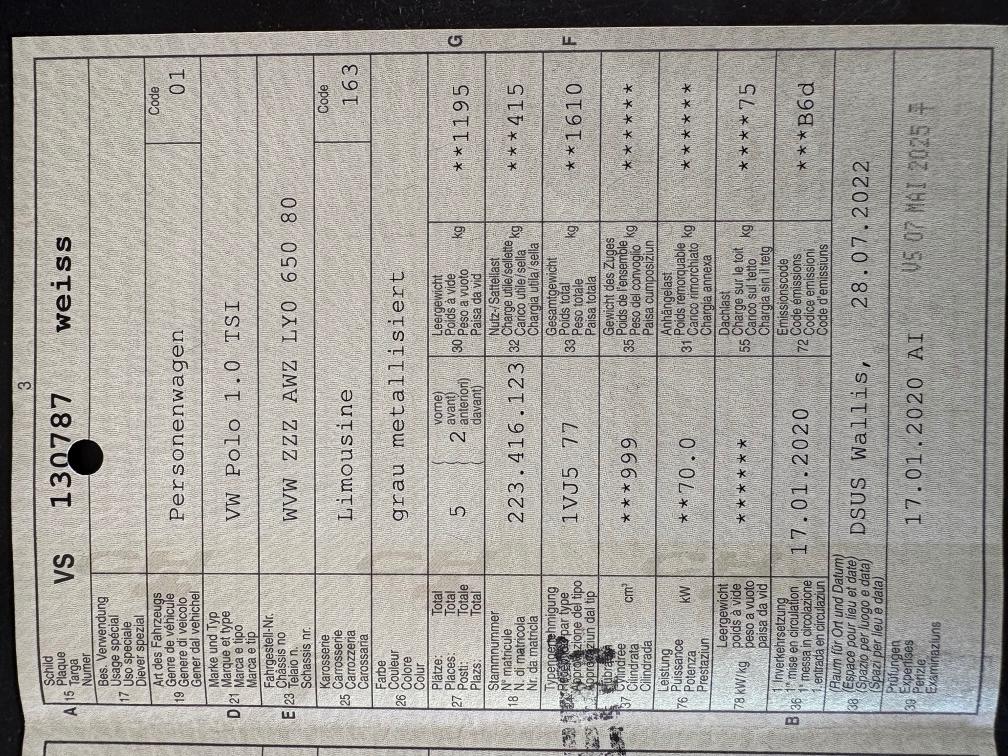 3
A 15 Schild
Plaque
Targa
Numer
VS 130787 weiss
17 Bes. Verwendung
Usage spécial
Uso speciale
Diever spezial
19 Art des Fahrzeugs
Genre de véhicule
Genere di veicolo
Gener dal vehichel
Personenwagen
Code
01
D 21 Marke und Typ
Marque et Type
Marca e tipo
Marca e tip
VW Polo 1.0 TSI
E 23 Fahrgestell-Nr.
Châssis no
Telaio n.
Schassis nr.
WVW ZZZ AWZ LY0 650 80
25 Karosserie
Carrosserie
Carrozzeria
Carossaria
Limousine
Code
163
26 Farbe
Couleur
Colore
Colur
grau metallisiert
27 Plätze: Total
Places: Total
Posti: Totale
Plazs: Total
5 2 vorne)
avant)
anteriori)
davant)
30 Leergewicht
Poids à vide
Peso a vuoto kg
Paisa da vid
**1195
G
18 Stammnummer
N° matricule
N. di matricola
Nr. da matricla
223.416.123
32 Nutz-/Sattellast
Charge utile/sellette
Carico utile/sella kg
Chargia utila/sella
***415
Typengenehmigung
par type
Approvazione del tipo
dal tip
1VJ5 77
33 Gesamtgewicht
Poids total
Peso totale kg
Paisa totala
**1610
F
37 Cylindrée
Cilindrata cm³
Cilindrada
***999
35 Gewicht des Zuges
Poids de l'ensemble
Peso del convoglio kg
Paisa cumposiziun
******
76 Leistung
Puissance kW
Potenza
Prestaziun
**70.0
31 Anhängelast
Poids remorquable
Carico rimorchiato kg
Chargia annexa
******
78 kW/kg Leergewicht
poids à vide
peso a vuoto
paisa da vid
******
55 Dachlast
Charge sur le toit
Carico sul tetto kg
Chargia sin il tetg
****75
B 36 1. Inverkehrsetzung
1re mise en circulation
1a messa in circolazione
1. entrada en circulaziun
17.01.2020
72 Emissionscode
Code émissions
Codice emissioni
Code d'emissiuns
***B6d
38 (Raum für Ort und Datum)
(Espace pour lieu et date)
(Spazio per luogo e data)
(Spazi per lieu e data)
DSUS Wallis, 28.07.2022
39 Prüfungen
Expertises
Perizie
Examinaziuns
17.01.2020 AI VS 07 MAI 2025